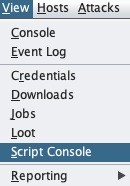 View Hosts Attacks
Console
Event Log
Credentials
Downloads
Jobs
Loot
Script Console
Reporting